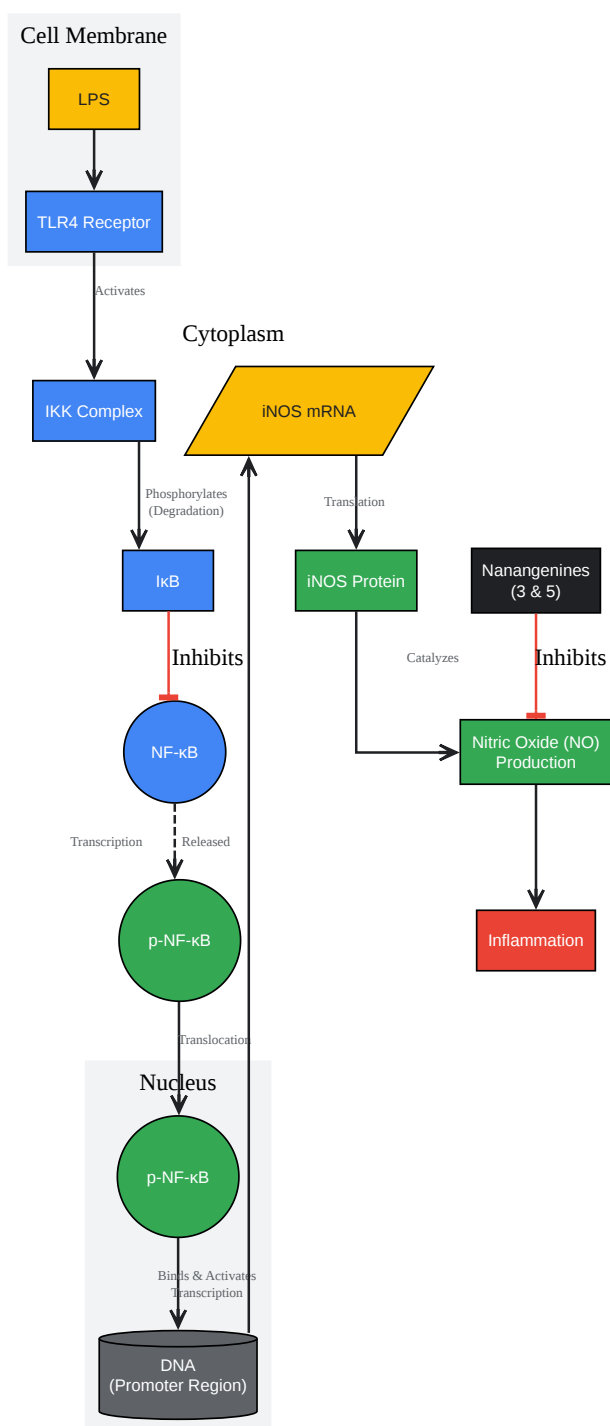 Cell Membrane
LPS
TLR4 Receptor
Activates
Cytoplasm
IKK Complex
iNOS mRNA
Phosphorylates
(Degradation)
Translation
IκB
iNOS Protein
Nanangenines
(3 & 5)
Inhibits
Catalyzes
Inhibits
NF-κB
Nitric Oxide (NO)
Production
Transcription
Released
p-NF-κB
Inflammation
Translocation
Nucleus
p-NF-κB
Binds & Activates
Transcription
DNA
(Promoter Region)